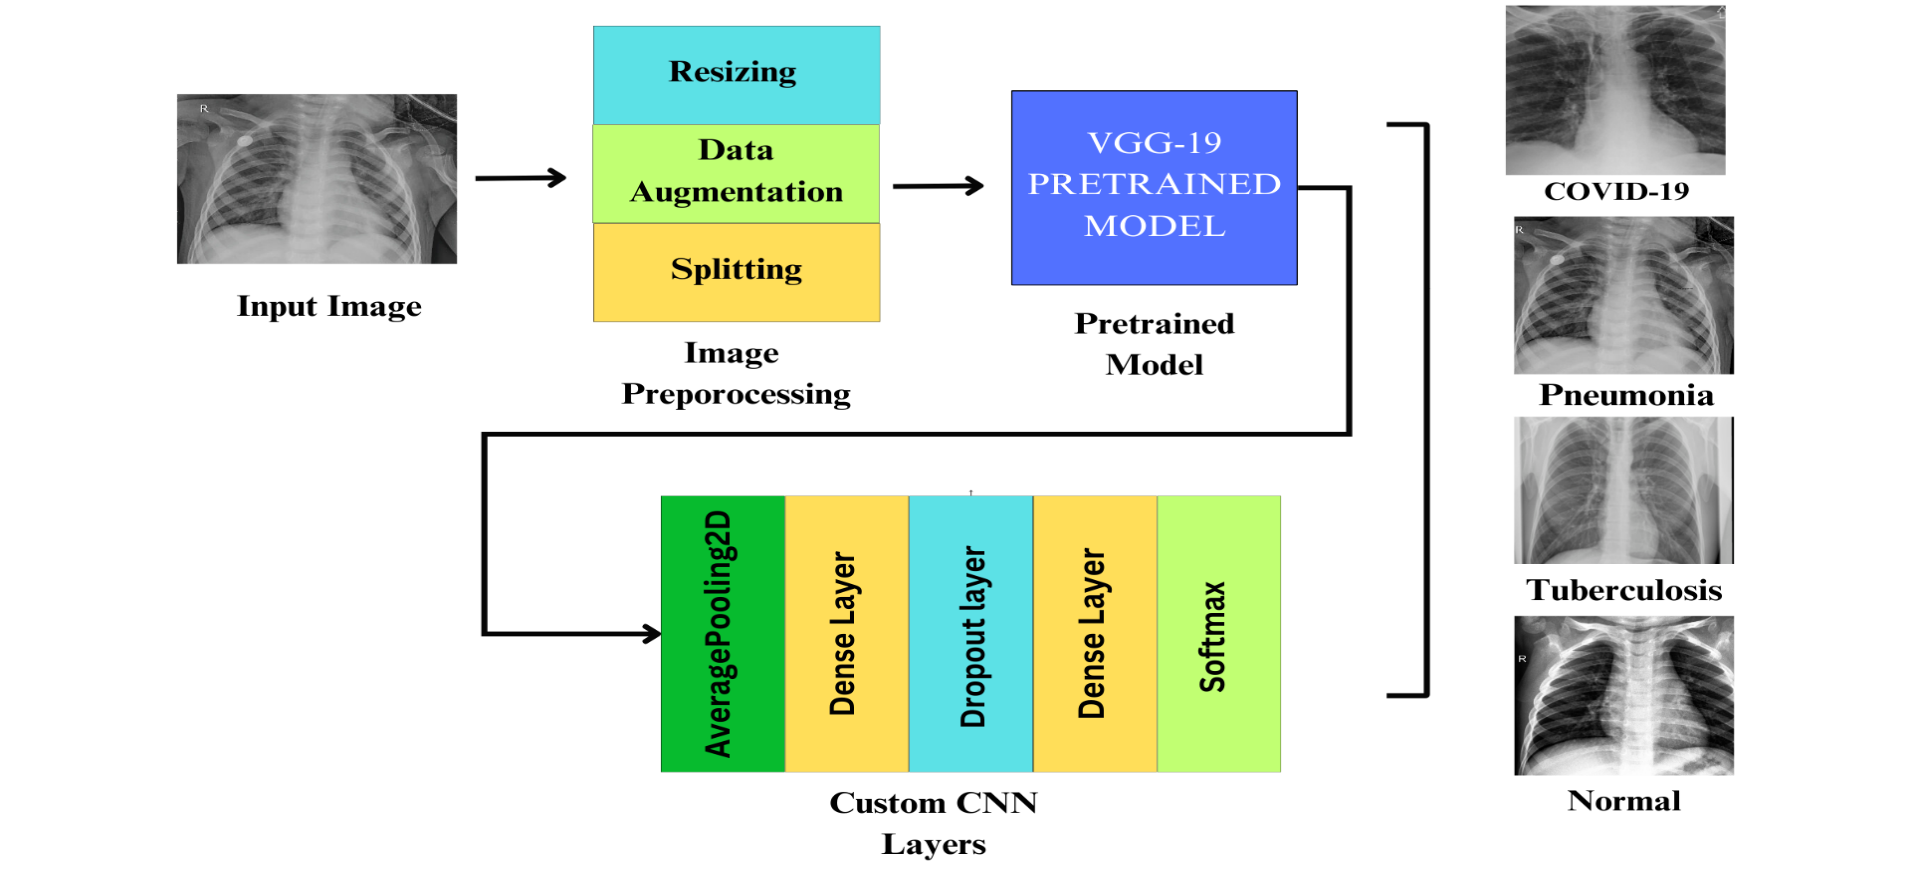 R
Input Image
Resizing
Data
Augmentation
Splitting
Image
Preporocessing
VGG-19
PRETRAINED
MODEL
Pretrained
Model
AveragePooling2D
Dense Layer
Dropout layer
Dense Layer
Softmax
Custom CNN
Layers
COVID-19
R
Pneumonia
Tuberculosis
R
Normal